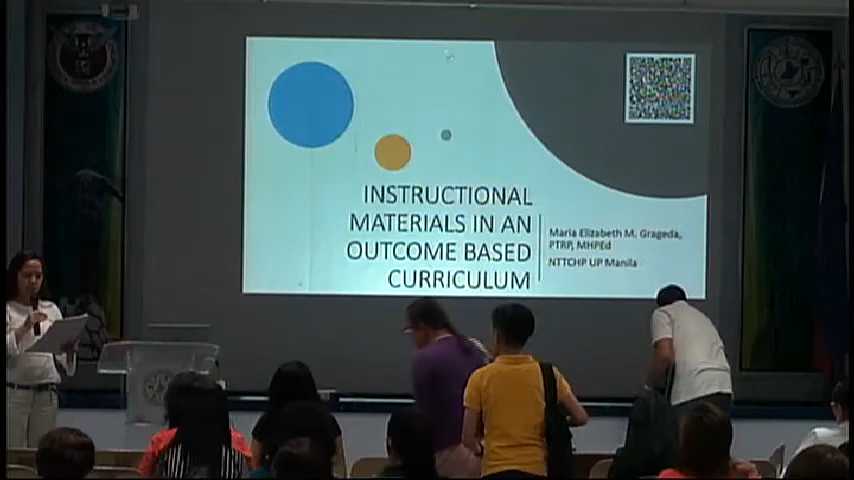 INSTRUCTIONAL
MATERIALS IN AN
OUTCOME BASED
CURRICULUM
Maria Elizabeth M. Grageda,
PTRP, MHPEd
NTTCHP UP Manila